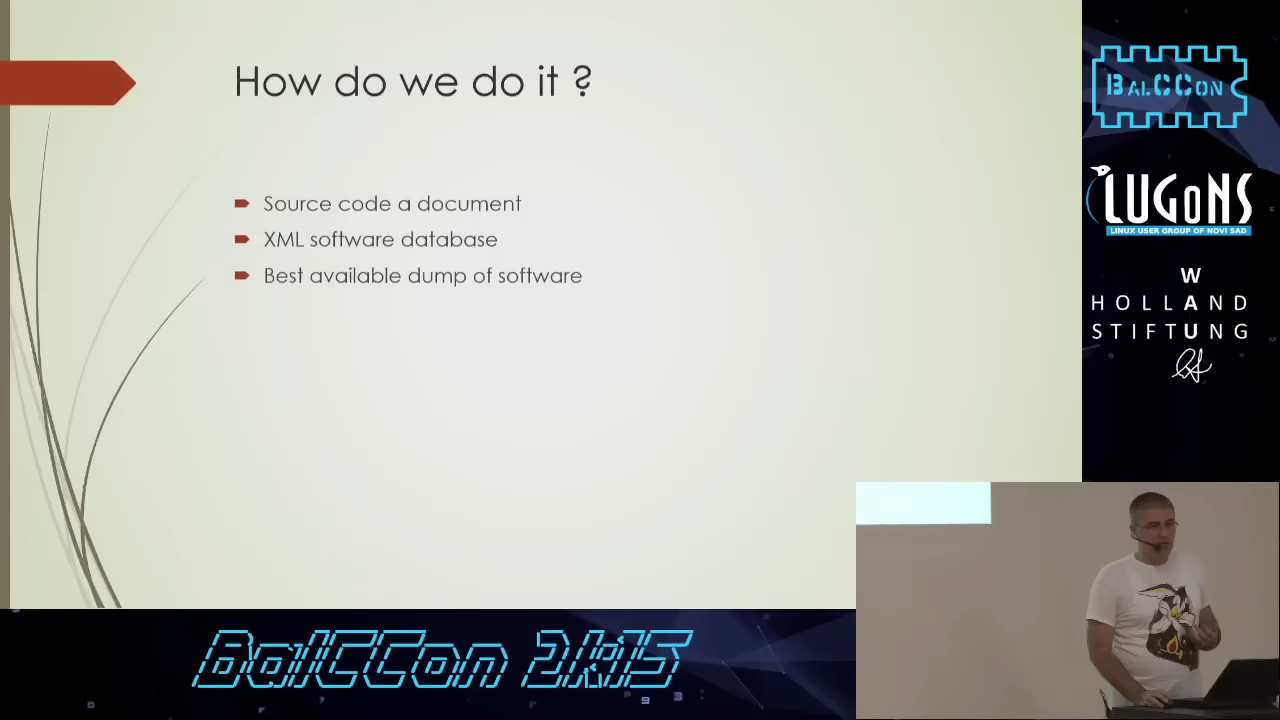 How do we do it ?
Source code a document
XML software database
Best available dump of software
BALCCON
LUGoNS
LINUX USER GROUP OF NOVI SAD
W
HOLLAND
A
STIFTUNG
BalCCon 2k15